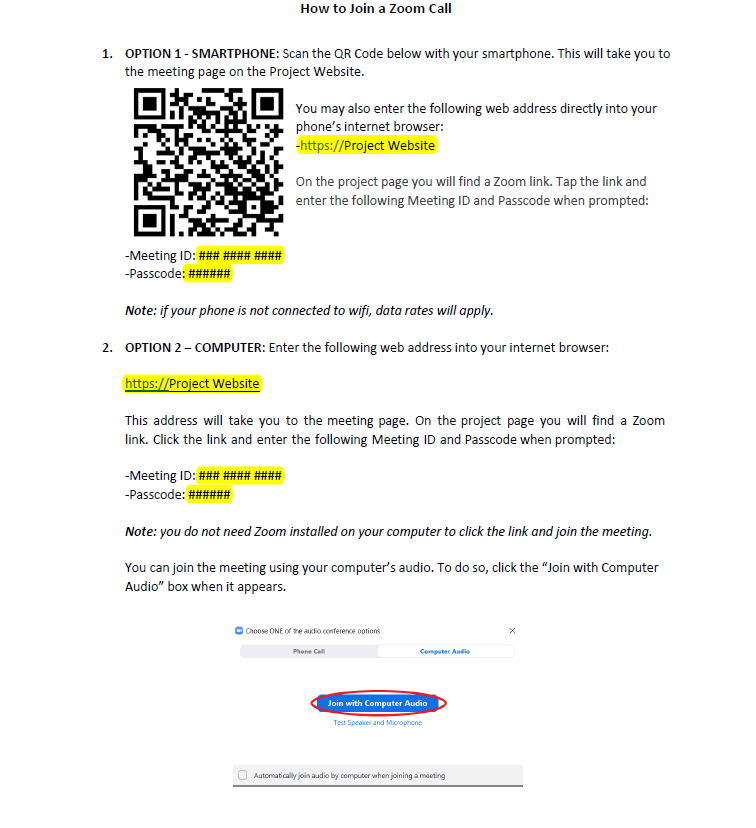 How to Join a Zoom Call
1. OPTION 1 - SMARTPHONE: Scan the QR Code below with your smartphone. This will take you to
the meeting page on the Project Website.
You may also enter the following web address directly into your
phone's internet browser:
-https://Project Website
On the project page you will find a Zoom link. Tap the link and
enter the following Meeting ID and Passcode when prompted:
-Meeting ID: ### #### ####
-Passcode: ######
Note: if your phone is not connected to wifi, data rates will apply.
2. OPTION 2 – COMPUTER: Enter the following web address into your internet browser:
https://Project Website
This address will take you to the meeting page. On the project page you will find a Zoom
link. Click the link and enter the following Meeting ID and Passcode when prompted:
-Meeting ID: ### #### ####
-Passcode: ######
Note: you do not need Zoom installed on your computer to click the link and join the meeting.
You can join the meeting using your computer's audio. To do so, click the “Join with Computer
Audio” box when it appears.
Choose ONE of the audio conference options
Phone Call Computer Audio
Join with Computer Audio
Test Speaker and Microphone
Automatically join audio by computer when joining a meeting